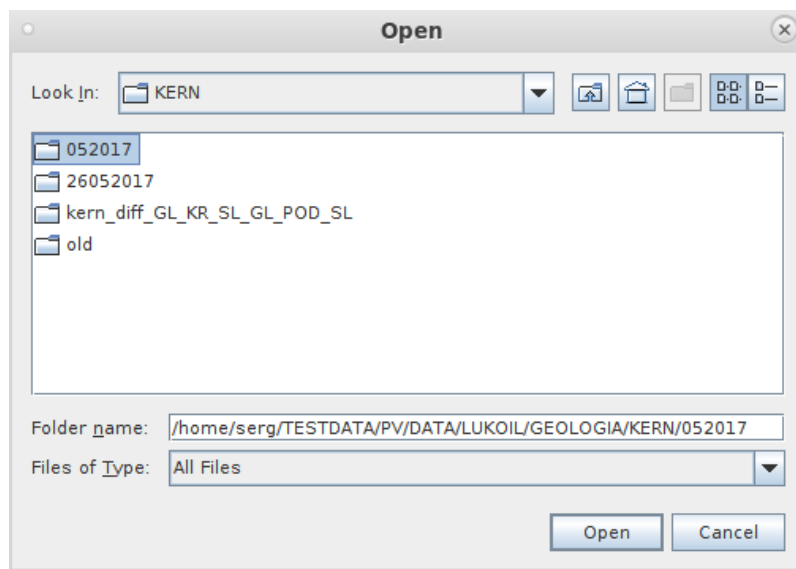 Open
Look In: KERN
052017
26052017
kern_diff_GL_KR_SL_GL_POD_SL
old
Folder name: /home/serg/TESTDATA/PV/DATA/LUKOIL/GEOLOGIA/KERN/052017
Files of Type: All Files
Open Cancel